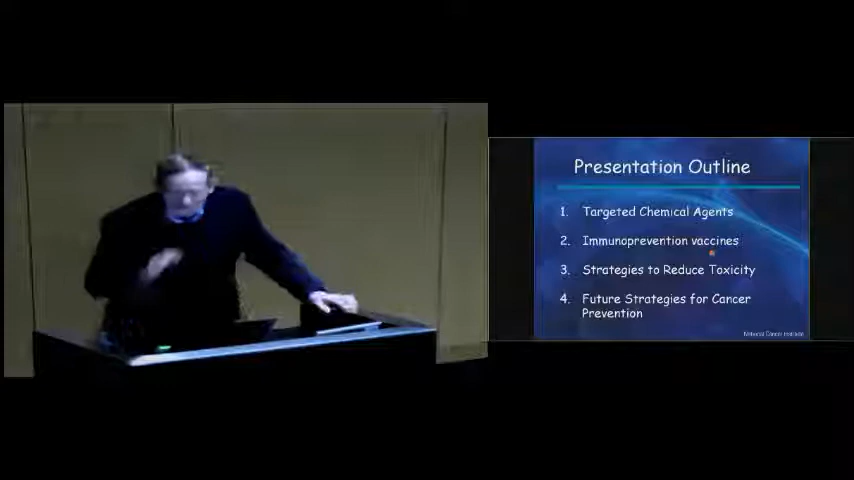 Presentation Outline
1. Targeted Chemical Agents
2. Immunoprevention vaccines
3. Strategies to Reduce Toxicity
4. Future Strategies for Cancer
Prevention
National Cancer Institute